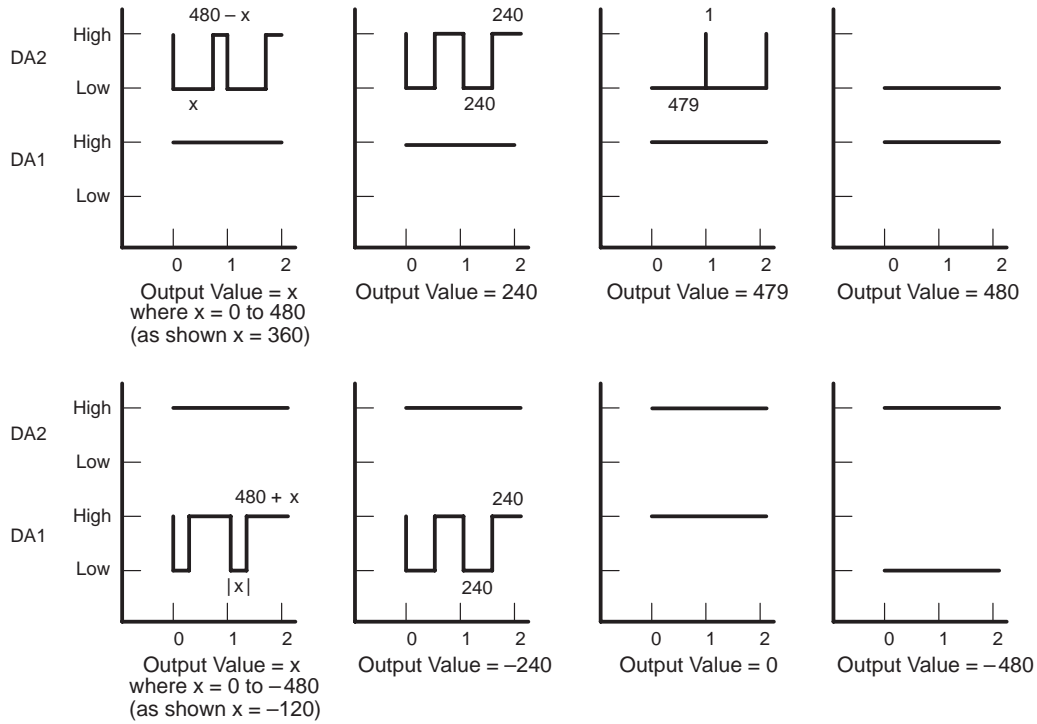 480 – x
240
1
High
DA2
Low
x
240
479
High
DA1
Low
0 1 2
0 1 2
0 1 2
0 1 2
Output Value = x
where x = 0 to 480
(as shown x = 360)
Output Value = 240
Output Value = 479
Output Value = 480
High
DA2
Low
480 + x
240
High
DA1
Low
|x|
240
0 1 2
0 1 2
0 1 2
0 1 2
Output Value = x
where x = 0 to –480
(as shown x = –120)
Output Value = –240
Output Value = 0
Output Value = –480